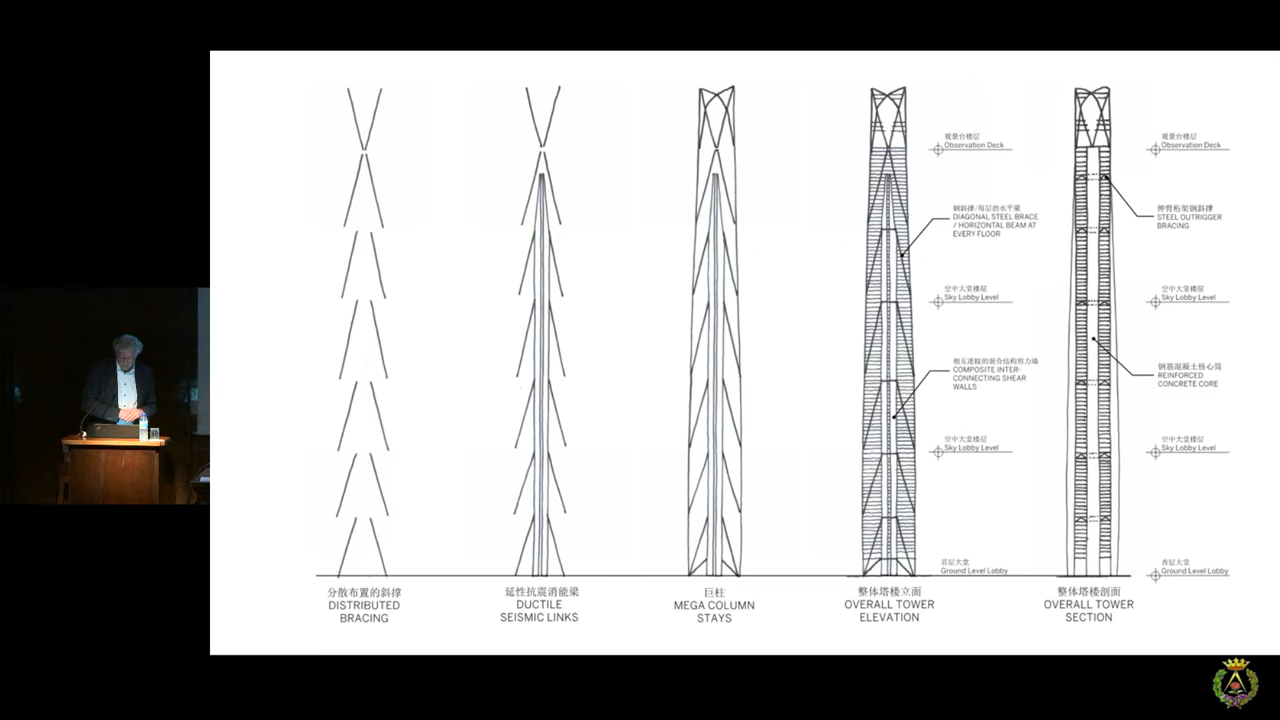 观景台楼层
Observation Deck
钢斜撑/每层的水平梁
DIAGONAL STEEL BRACE
/ HORIZONTAL BEAM AT
EVERY FLOOR
空中大堂楼层
Sky Lobby Level
相互连接的混合结构剪力墙
COMPOSITE INTER-
CONNECTING SHEAR
WALLS
空中大堂楼层
Sky Lobby Level
首层大堂
Ground Level Lobby
观景台楼层
Observation Deck
伸臂桁架钢斜撑
STEEL OUTRIGGER
BRACING
空中大堂楼层
Sky Lobby Level
钢筋混凝土核心筒
REINFORCED
CONCRETE CORE
空中大堂楼层
Sky Lobby Level
首层大堂
Ground Level Lobby
分散布置的斜撑
DISTRIBUTED
BRACING
延性抗震消能梁
DUCTILE
SEISMIC LINKS
巨柱
MEGA COLUMN
STAYS
整体塔楼立面
OVERALL TOWER
ELEVATION
整体塔楼剖面
OVERALL TOWER
SECTION